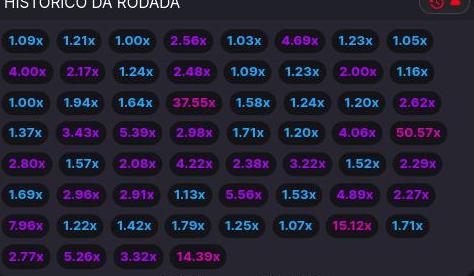 HISTÓRICO DA RODADA
1.09x 1.21x 1.00x 2.56x 1.03x 4.69x 1.23x 1.05x
4.00x 2.17x 1.24x 2.48x 1.09x 1.23x 2.00x 1.16x
1.00x 1.94x 1.64x 37.55x 1.58x 1.24x 1.20x 2.62x
1.37x 3.43x 5.39x 2.98x 1.71x 1.20x 4.06x 50.57x
2.80x 1.57x 2.08x 4.22x 2.38x 3.22x 1.52x 2.29x
1.69x 2.96x 2.91x 1.13x 5.56x 1.53x 4.89x 2.27x
7.96x 1.22x 1.42x 1.79x 1.25x 1.07x 15.12x 1.71x
2.77x 5.26x 3.32x 14.39x